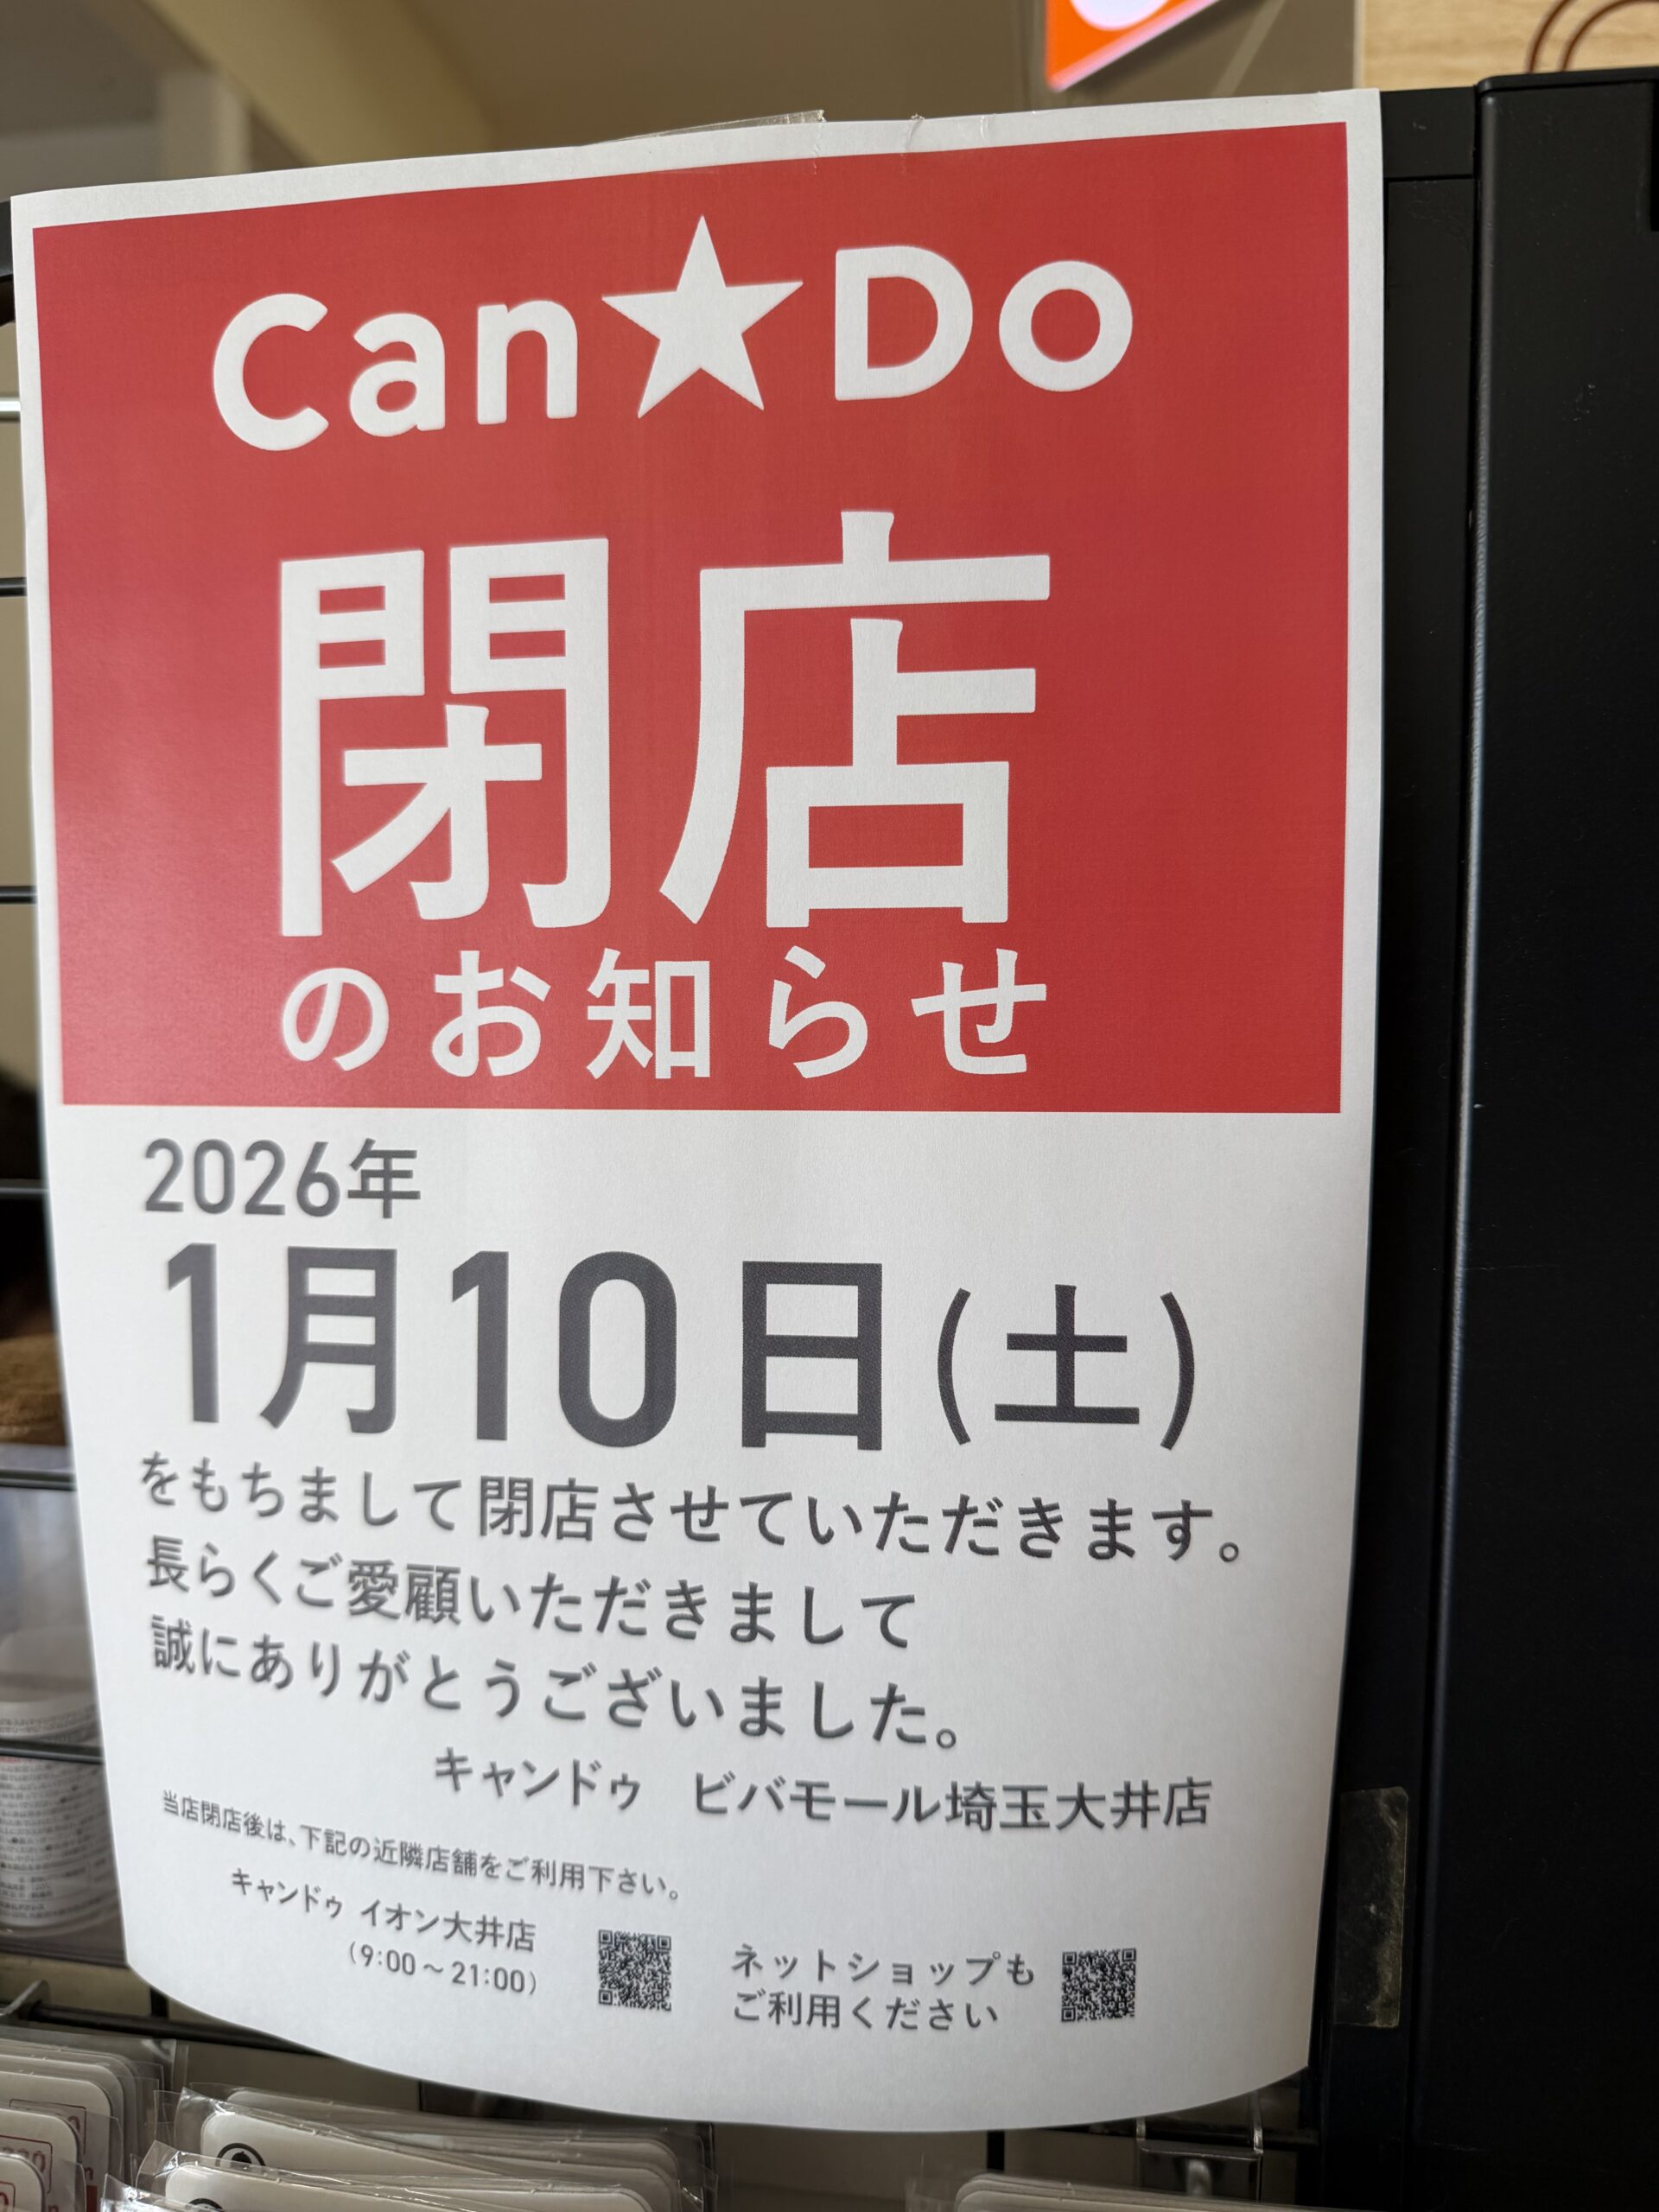 Can★Do
閉店
のお知らせ
2026年
1月10日(土)
をもちまして閉店させていただきます。
長らくご愛顧いただきまして
誠にありがとうございました。
キャンドゥ ビバモール埼玉大井店
当店閉店後は、下記の近隣店舗をご利用下さい。
キャンドゥ イオン大井店
(9:00～21:00)
ネットショップも
ご利用ください